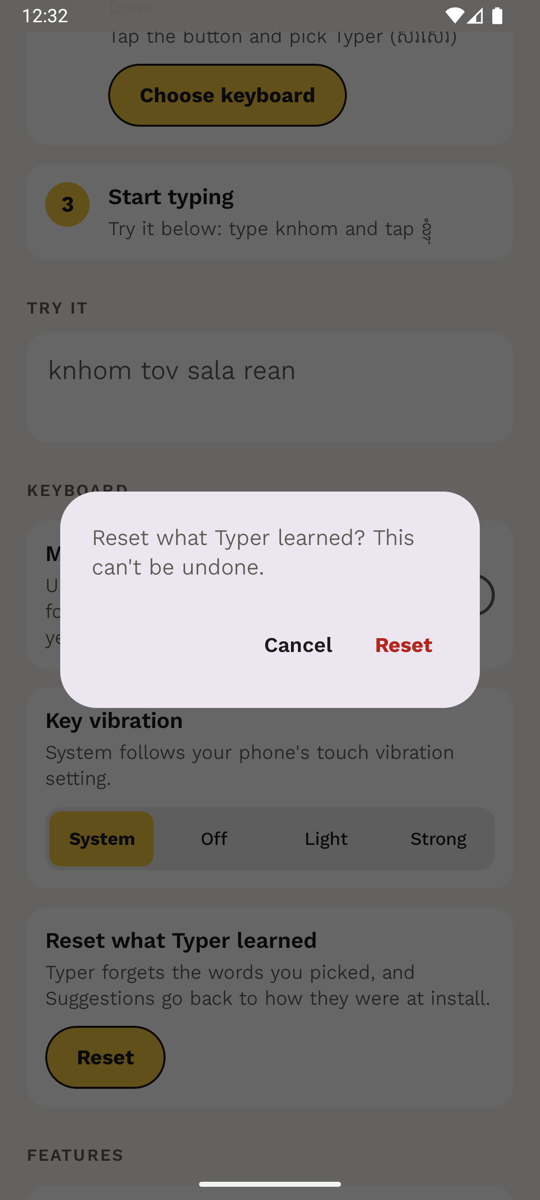 12:32
Done
Tap the button and pick Typer (សរសេរ)
Choose keyboard
3
Start typing
Try it below: type knhom and tap ខ្ញុំ
TRY IT
knhom tov sala rean
KEYBOARD
Reset what Typer learned? This
can't be undone.
Cancel
Reset
Key vibration
System follows your phone's touch vibration
setting.
System
Off
Light
Strong
Reset what Typer learned
Typer forgets the words you picked, and
Suggestions go back to how they were at install.
Reset
FEATURES